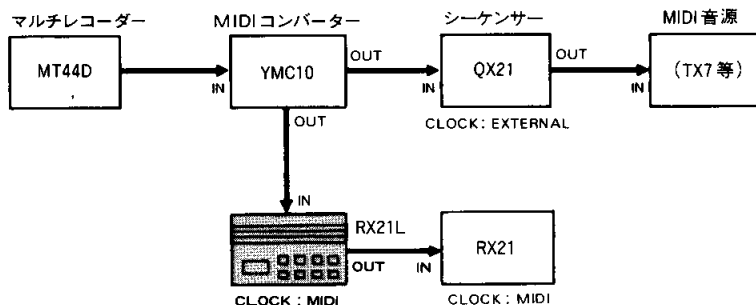 マルチレコーダー
MIDIコンバーター
シーケンサー
MIDI音源
MT44D
IN
YMC10
OUT
IN
QX21
OUT
IN
(TX7等)
OUT
CLOCK: EXTERNAL
IN
RX21L
OUT
IN
RX21
CLOCK: MIDI
CLOCK: MIDI